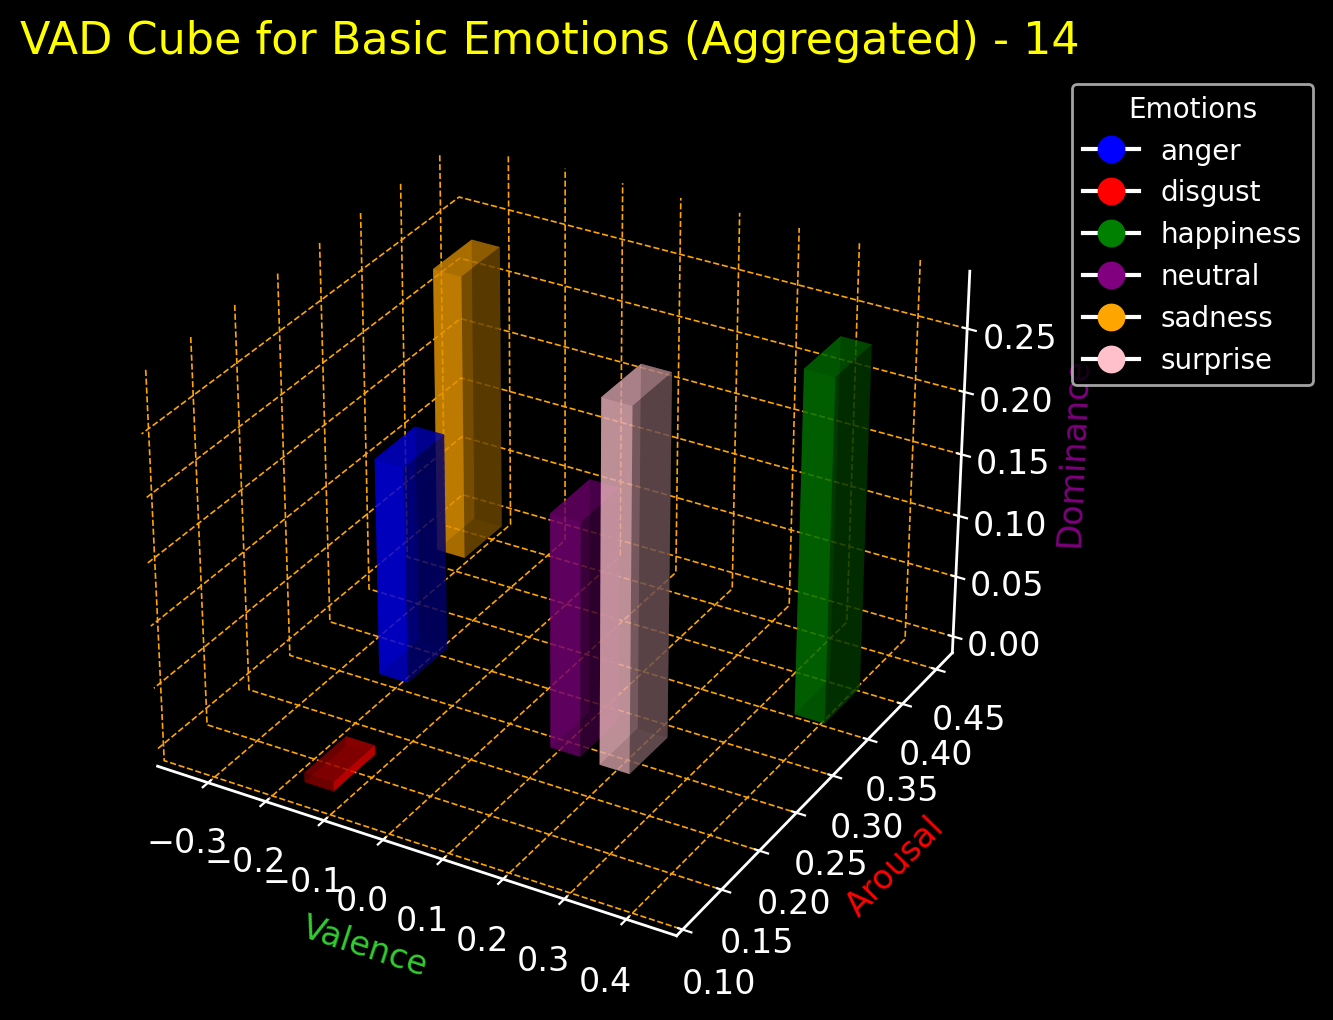 VAD Cube for Basic Emotions (Aggregated) - 14
Emotions
anger
disgust
happiness
neutral
sadness
surprise
0.25
0.20
0.15
0.10
0.05
0.00
Dominance
0.45
0.40
0.35
0.30
0.25
0.20
0.15
0.10
Arousal
−0.3
−0.2
−0.1
0.0
0.1
0.2
0.3
0.4
Valence